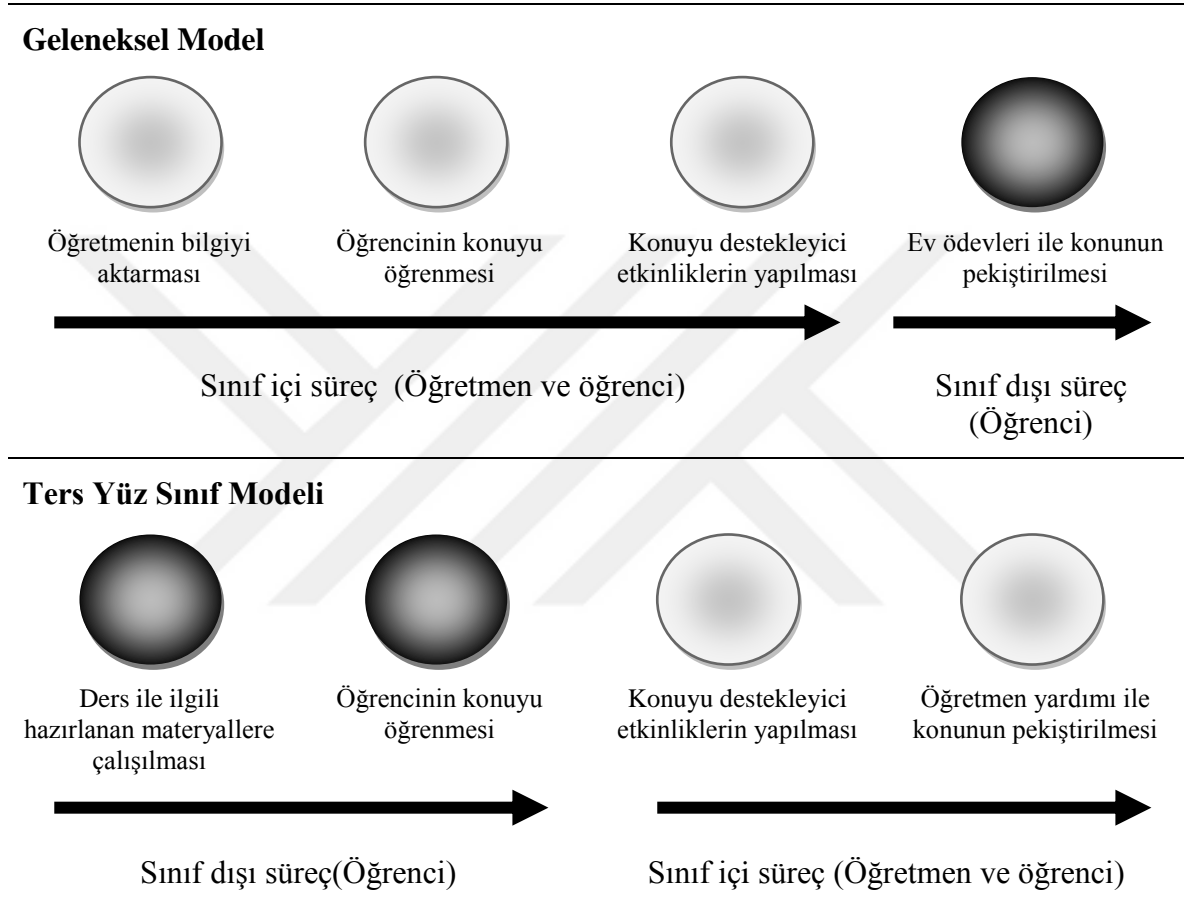 Geleneksel Model
Öğretmenin bilgiyi
aktarması
Öğrencinin konuyu
öğrenmesi
Konuyu destekleyici
etkinliklerin yapılması
Ev ödevleri ile konunun
pekiştirilmesi
Sınıf içi süreç (Öğretmen ve öğrenci)
Sınıf dışı süreç
(Öğrenci)
Ters Yüz Sınıf Modeli
Ders ile ilgili
hazırlanan materyallere
çalışılması
Öğrencinin konuyu
öğrenmesi
Konuyu destekleyici
etkinliklerin yapılması
Öğretmen yardımı ile
konunun pekiştirilmesi
Sınıf dışı süreç(Öğrenci)
Sınıf içi süreç (Öğretmen ve öğrenci)